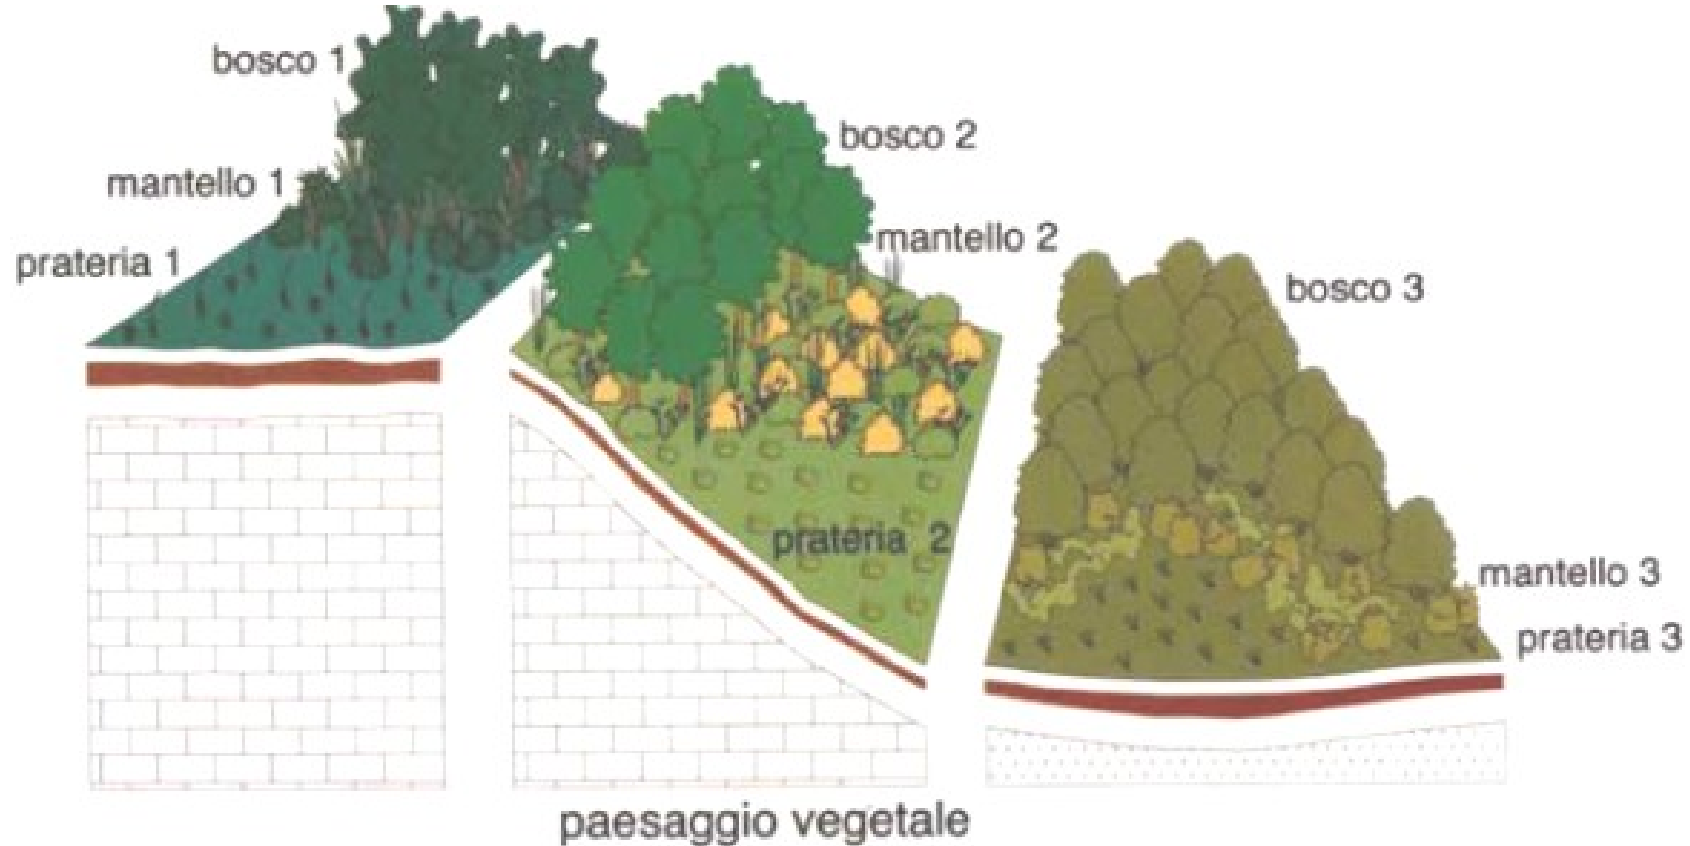 bosco 1
mantello 1
prateria 1
bosco 2
mantello 2
prateria 2
bosco 3
mantello 3
prateria 3
paesaggio vegetale